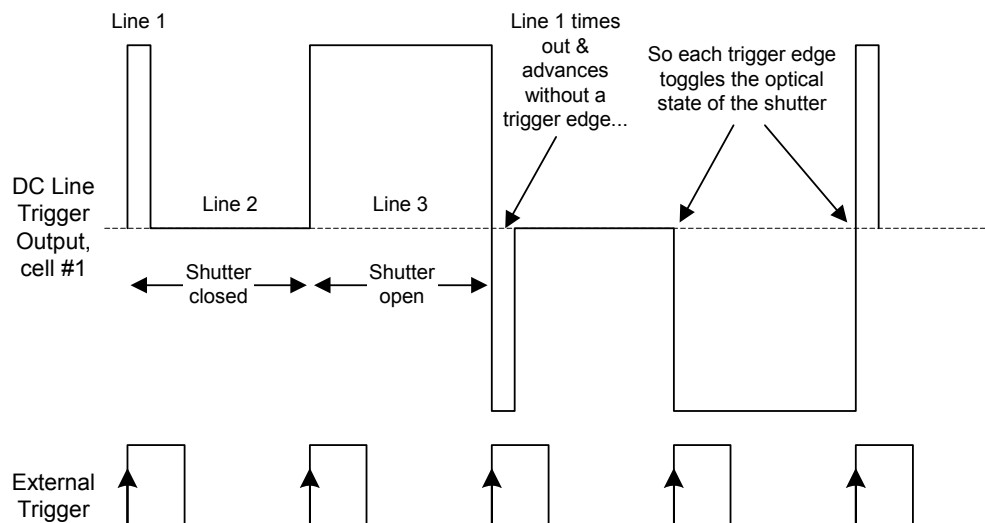 Line 1
Line 1 times
out &
advances
without a
trigger edge...
So each trigger edge
toggles the optical
state of the shutter
DC Line
Trigger
Output,
cell #1
Line 2
Line 3
Shutter
closed
Shutter
open
External
Trigger